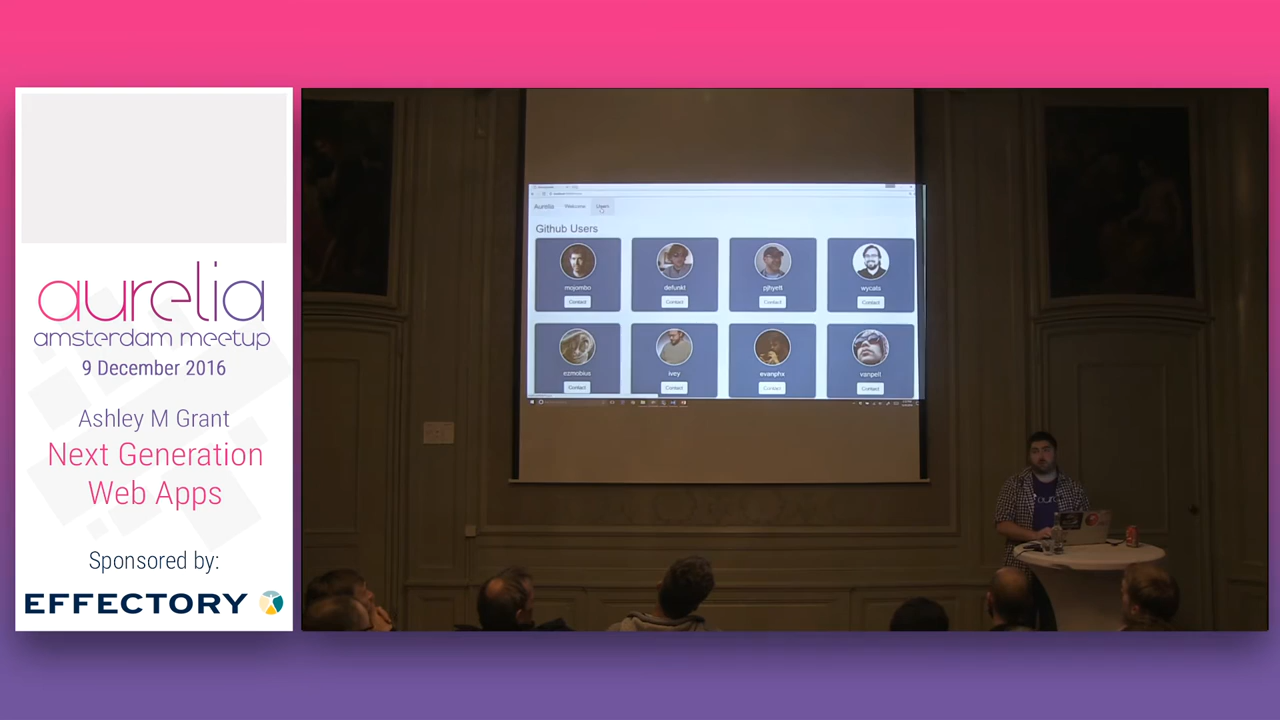 aurelia
amsterdam meetup
9 December 2016
Ashley M Grant
Next Generation
Web Apps
Sponsored by:
EFFECTORY
Aurelia Welcome Users
Github Users
mojombo defunkt pjhyett wycats
Contact Contact Contact Contact
ezmobius ivey evanphx vanpelt
Contact Contact Contact Contact